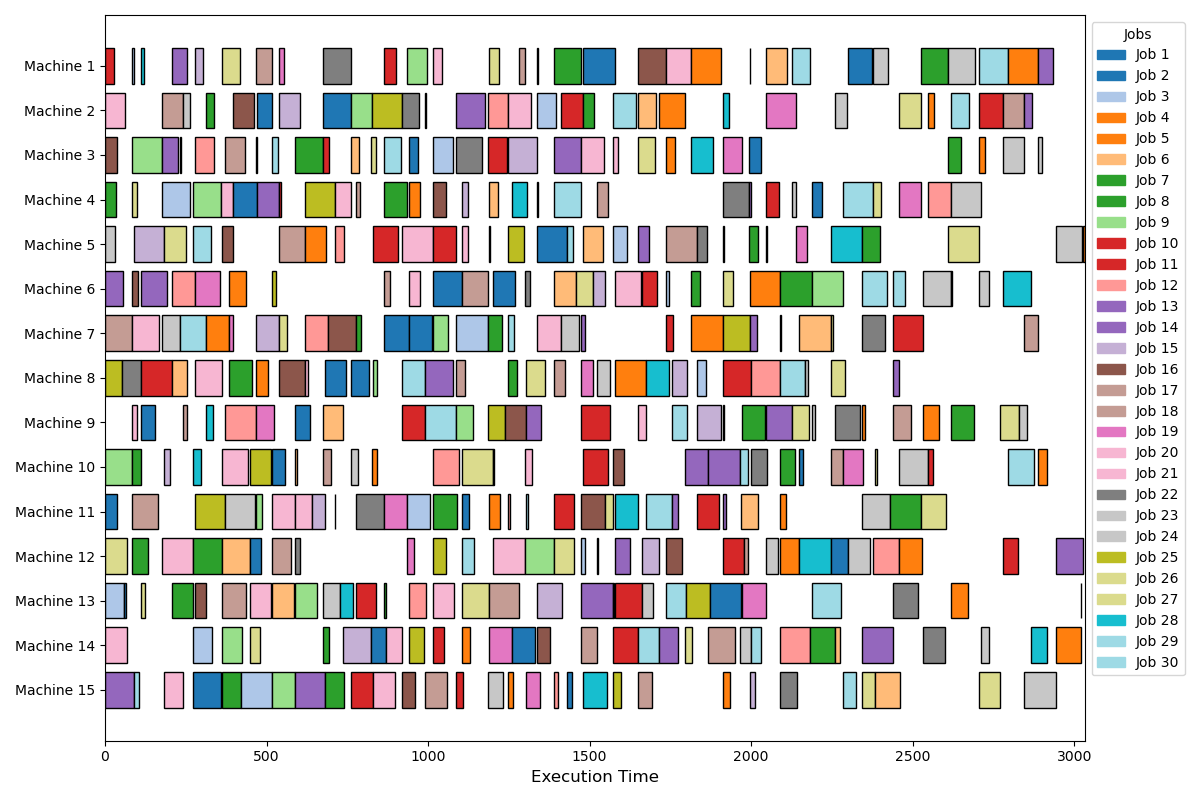 Machine 1
Machine 2
Machine 3
Machine 4
Machine 5
Machine 6
Machine 7
Machine 8
Machine 9
Machine 10
Machine 11
Machine 12
Machine 13
Machine 14
Machine 15
0 500 1000 1500 2000 2500 3000
Execution Time
Jobs
Job 1
Job 2
Job 3
Job 4
Job 5
Job 6
Job 7
Job 8
Job 9
Job 10
Job 11
Job 12
Job 13
Job 14
Job 15
Job 16
Job 17
Job 18
Job 19
Job 20
Job 21
Job 22
Job 23
Job 24
Job 25
Job 26
Job 27
Job 28
Job 29
Job 30